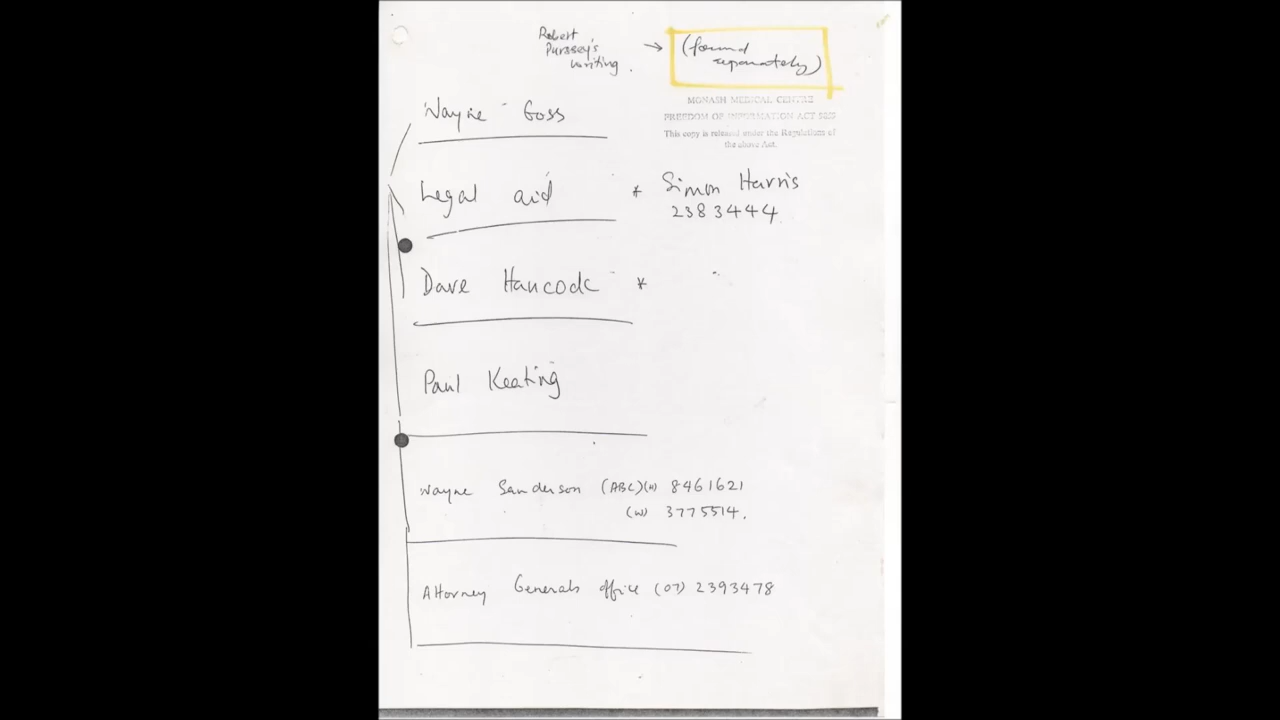 Robert
Purssey's
writing.
(found
separately)
MONASH MEDICAL CENTRE
FREEDOM OF INFORMATION ACT
This copy is released under the Regulations of
the above Act.
Wayne Goss
Legal aid * Simon Harris
2383444
Dave Hancock *
Paul Keating
Wayne Sanderson (ABC)(H) 8461621
(W) 3775514.
Attorney Generals office (07) 2393478